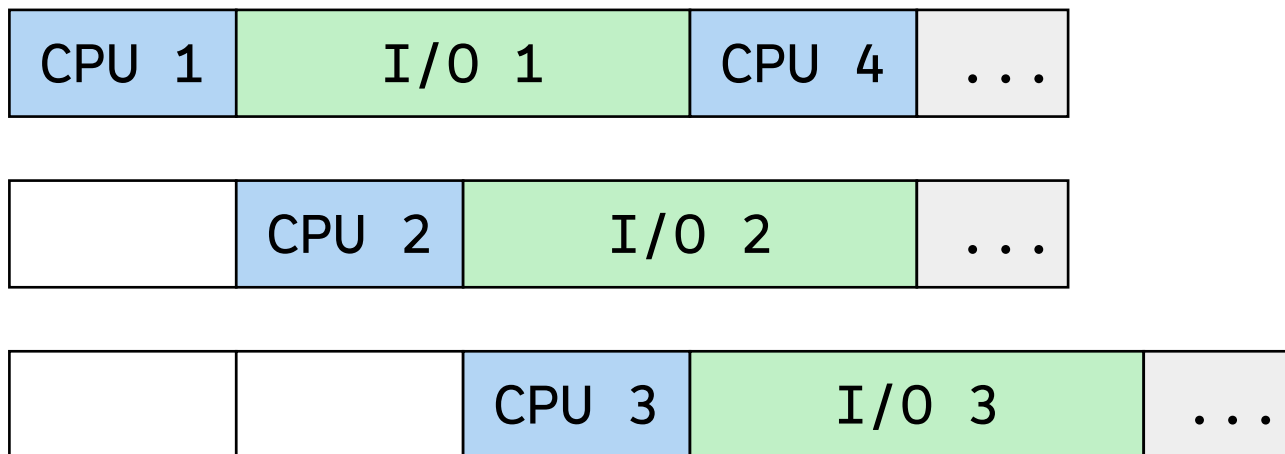 CPU 1 I/O 1 CPU 4 ...
CPU 2 I/O 2 ...
CPU 3 I/O 3 ...